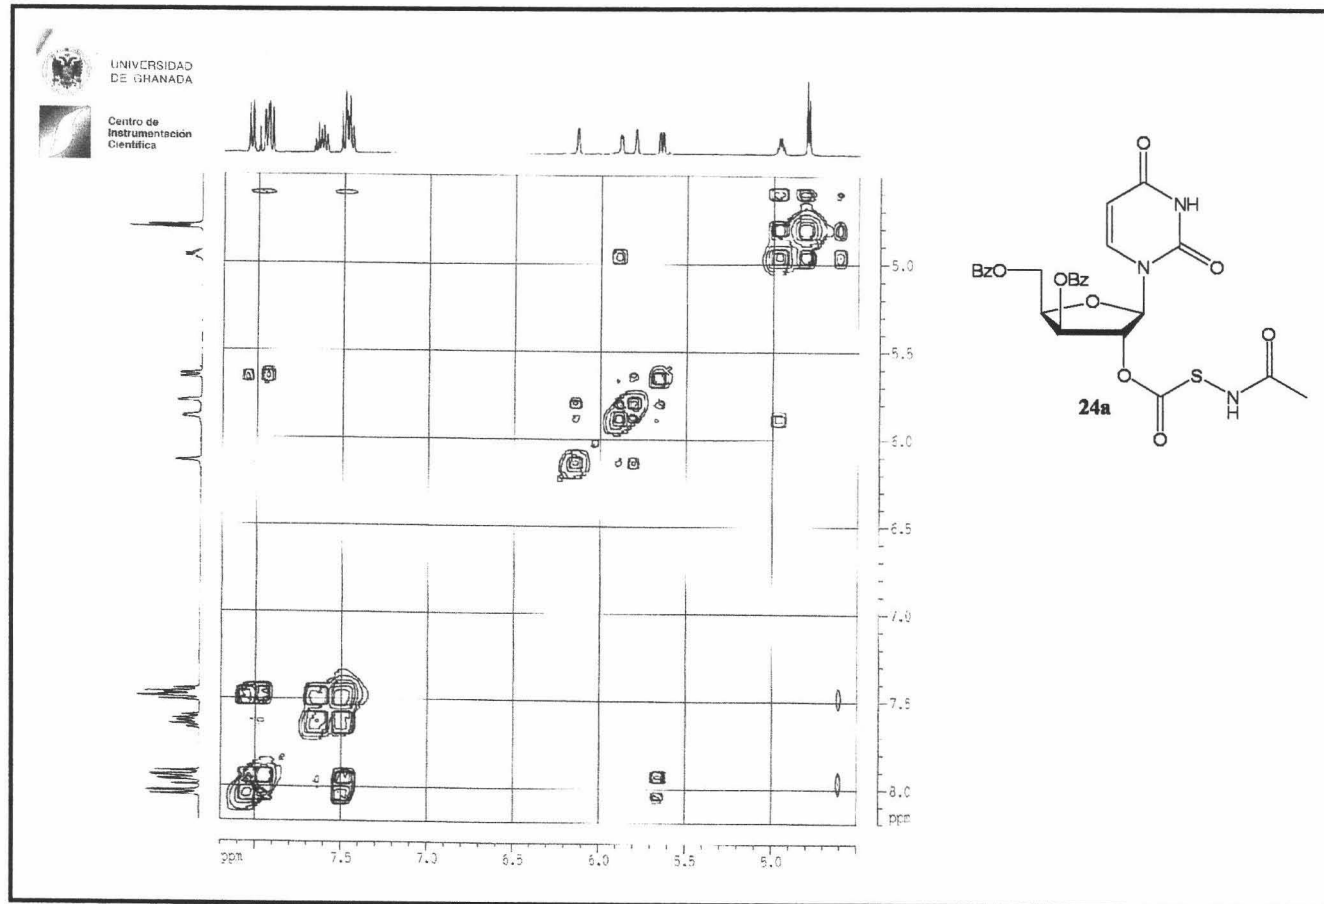 UNIVERSIDAD
DE GRANADA
Centro de
Instrumentación
Científica
5.0
5.5
6.0
6.5
7.0
7.5
8.0
ppm
ppm
7.5
7.0
6.5
6.0
5.5
5.0
O
NH
N
O
BzO
OBz
O
O
O
S
N
H
O
24a